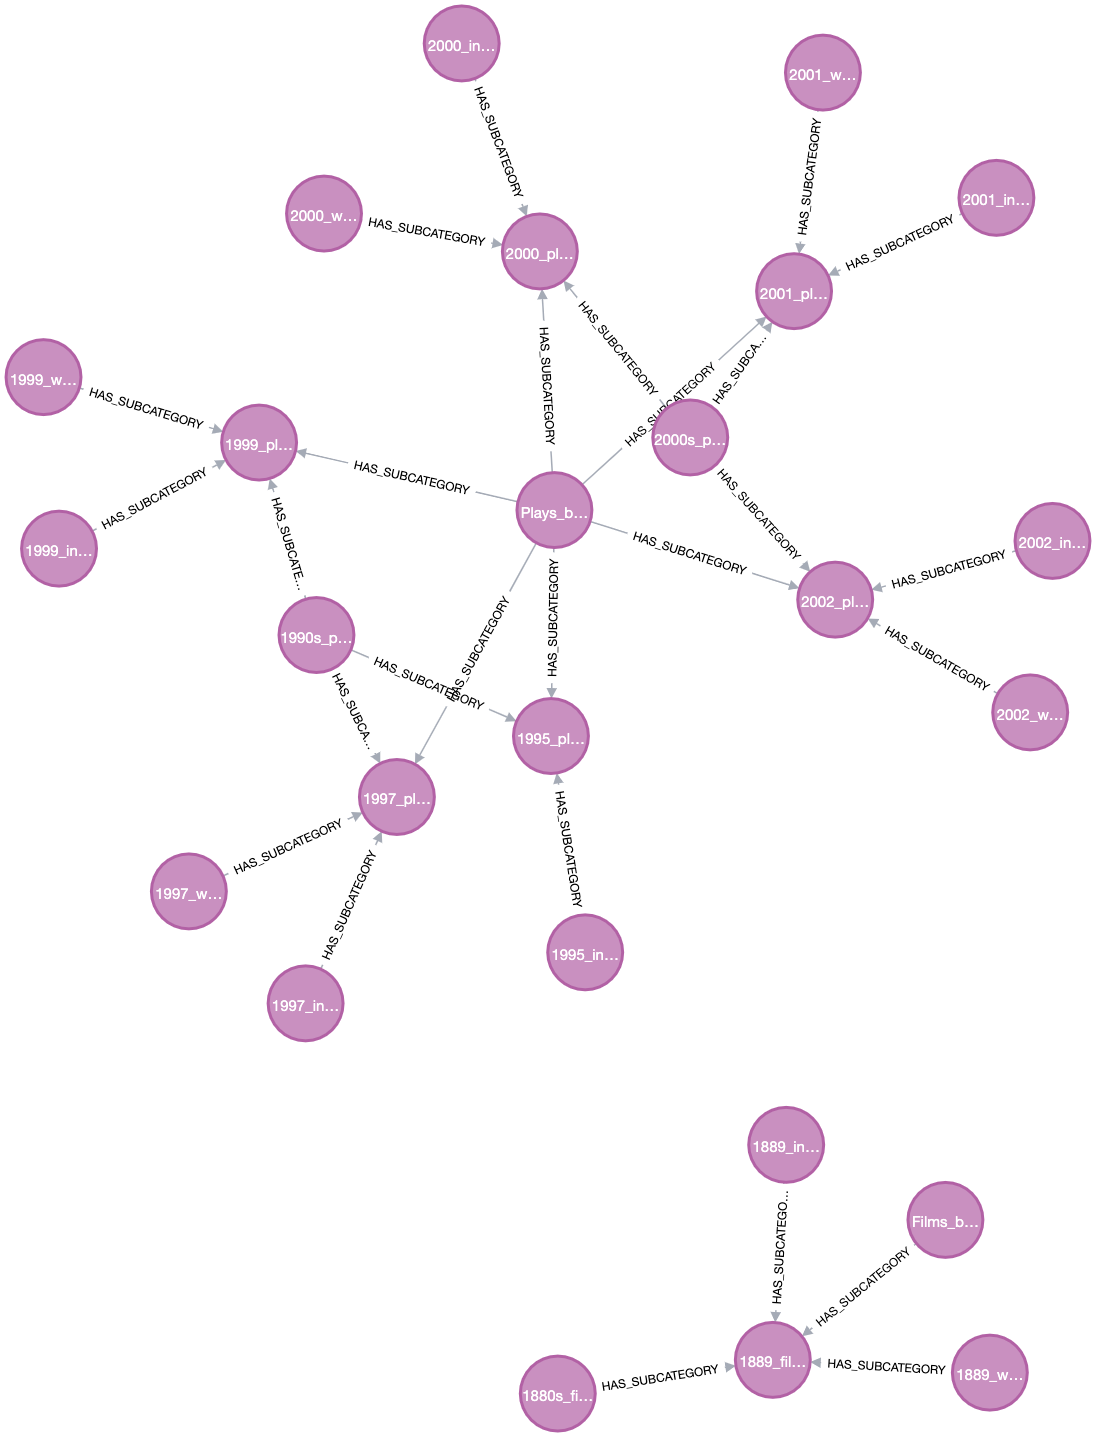 2000_in...
HAS_SUBCATEGORY
2001_w...
HAS_SUBCATEGORY
2000_w...
HAS_SUBCATEGORY
2001_in...
HAS_SUBCATEGORY
2000_pl...
2001_pl...
HAS_SUBCATEGORY
HAS_SUBCATEGORY
HAS_SUBCATEGORY
HAS_SUBCA...
1999_w...
HAS_SUBCATEGORY
1999_pl...
2000s_p...
HAS_SUBCATEGORY
HAS_SUBCATEGORY
1999_in...
HAS_SUBCATEGORY
Plays_b...
HAS_SUBCATEGORY
HAS_SUBCATE...
HAS_SUBCATEGORY
2002_in...
HAS_SUBCATEGORY
2002_pl...
HAS_SUBCATEGORY
HAS_SUBCATEGORY
1990s_p...
HAS_SUBCATEGORY
HAS_SUBCATEGORY
HAS_SUBCA...
2002_w...
1995_pl...
1997_pl...
HAS_SUBCATEGORY
HAS_SUBCATEGORY
1997_w...
HAS_SUBCATEGORY
1995_in...
1997_in...
1889_in...
HAS_SUBCATEGO...
Films_b...
HAS_SUBCATEGORY
1889_fil...
HAS_SUBCATEGORY
1889_w...
HAS_SUBCATEGORY
1880s_fi...